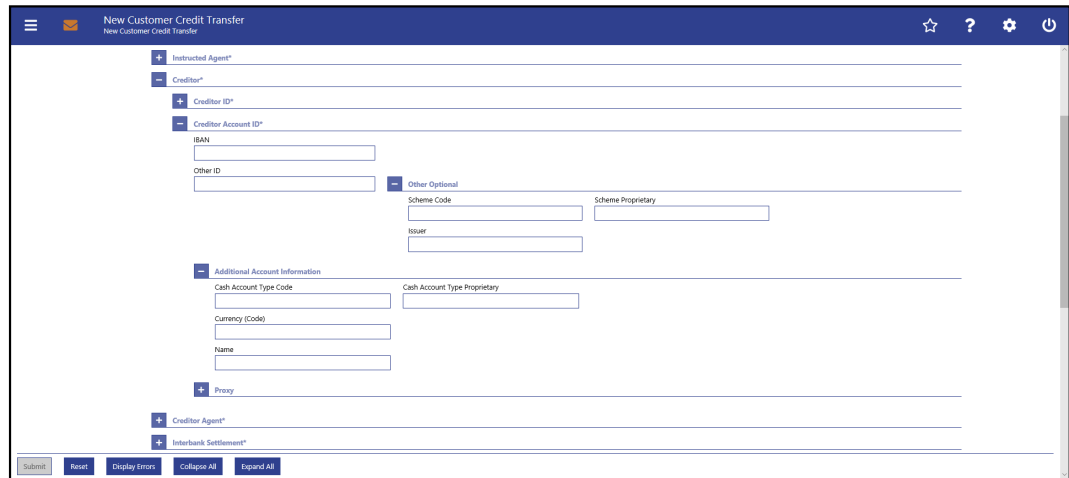 New Customer Credit Transfer
New Customer Credit Transfer
Instructed Agent*
Creditor*
Creditor ID*
Creditor Account ID*
IBAN
Other ID
Other Optional
Scheme Code Scheme Proprietary
Issuer
Additional Account Information
Cash Account Type Code Cash Account Type Proprietary
Currency (Code)
Name
Proxy
Creditor Agent*
Interbank Settlement*
Submit Reset Display Errors Collapse All Expand All